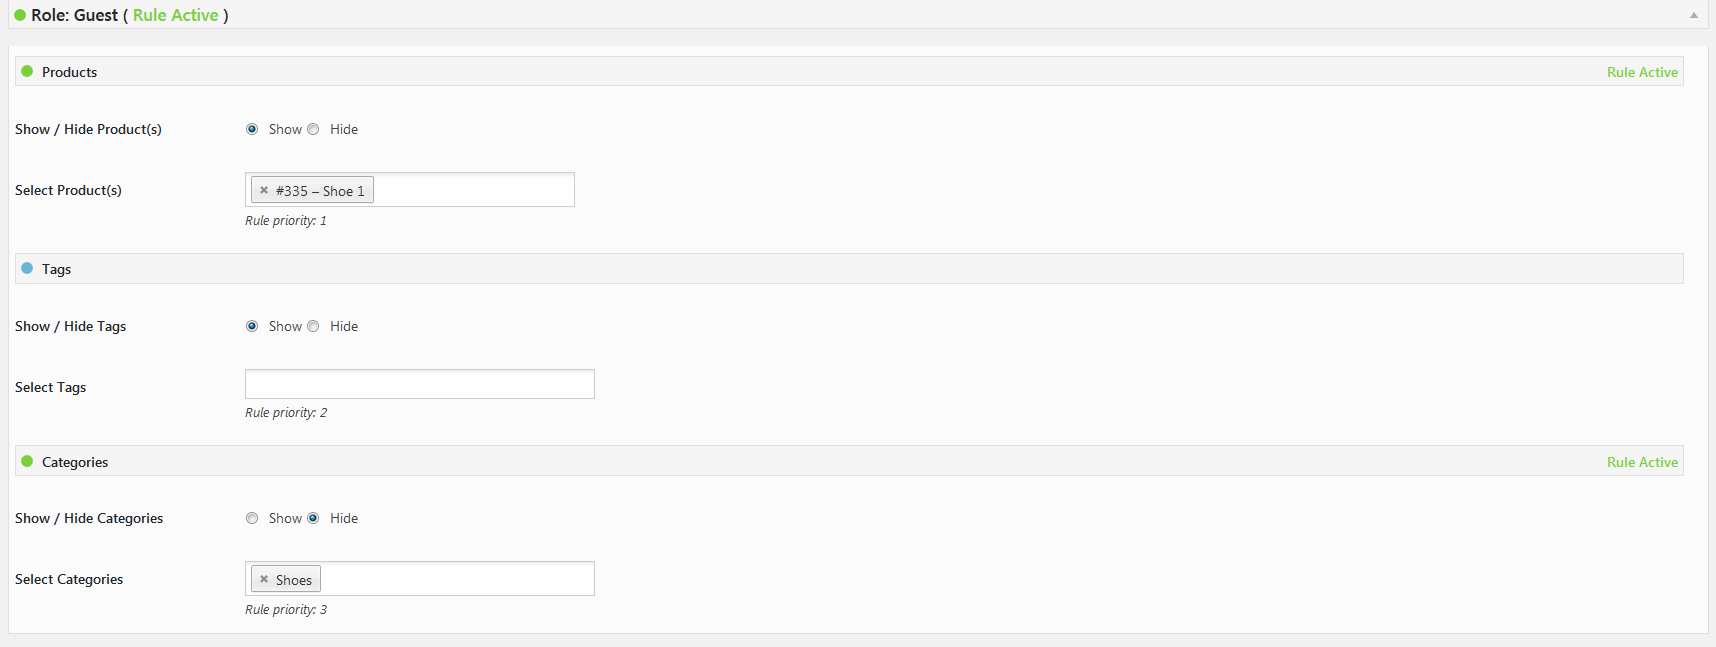 Role: Guest ( Rule Active )
Products Rule Active
Show / Hide Product(s) Show Hide
Select Product(s) × #335 – Shoe 1
Rule priority: 1
Tags
Show / Hide Tags Show Hide
Select Tags
Rule priority: 2
Categories Rule Active
Show / Hide Categories Show Hide
Select Categories × Shoes
Rule priority: 3